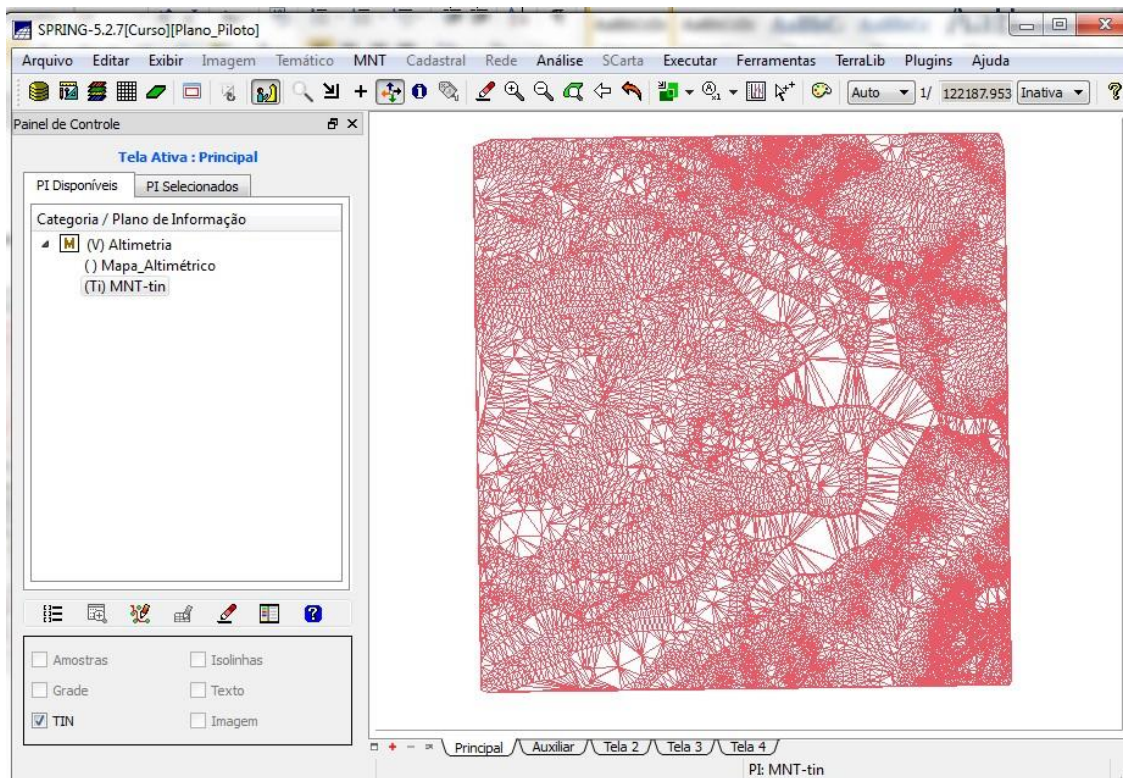 SPRING-5.2.7[Curso][Plano_Piloto]
Arquivo Editar Exibir Imagem Temático MNT Cadastral Rede Análise SCarta Executar Ferramentas TerraLib Plugins Ajuda
Auto 1/ 122187.953 Inativa
Painel de Controle
Tela Ativa : Principal
PI Disponíveis PI Selecionados
Categoria / Plano de Informação
M (V) Altimetria
( ) Mapa_Altimétrico
(Ti) MNT-tin
Amostras Isolinhas
Grade Texto
TIN Imagem
Principal Auxiliar Tela 2 Tela 3 Tela 4
PI: MNT-tin